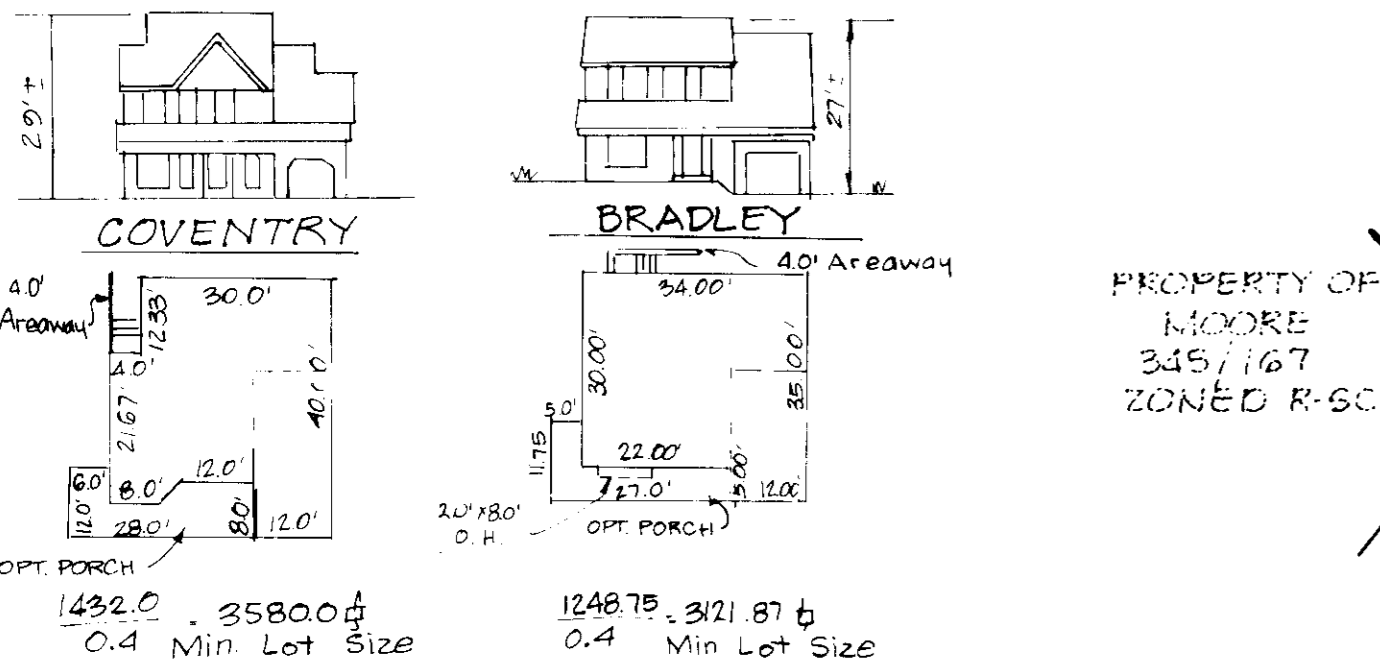 29'±
COVENTRY
4.0'
Areaway
30.0'
12.33
4.0'
21.67'
40.0'
6.0'
12.0'
8.0'
12.0'
28.0'
8.0'
12.0'
OPT. PORCH
1432.0
0.4
= 3580.0
Min. Lot Size
27'±
BRADLEY
4.0' Areaway
34.00'
30.00'
35.00'
5.0'
11.75
22.00'
27.0'
5.00'
12.00'
2.0' x 8.0'
O.H.
OPT. PORCH
1248.75
0.4
= 3121.87
Min Lot Size
PROPERTY OF
MOORE
345/167
ZONED R-SC